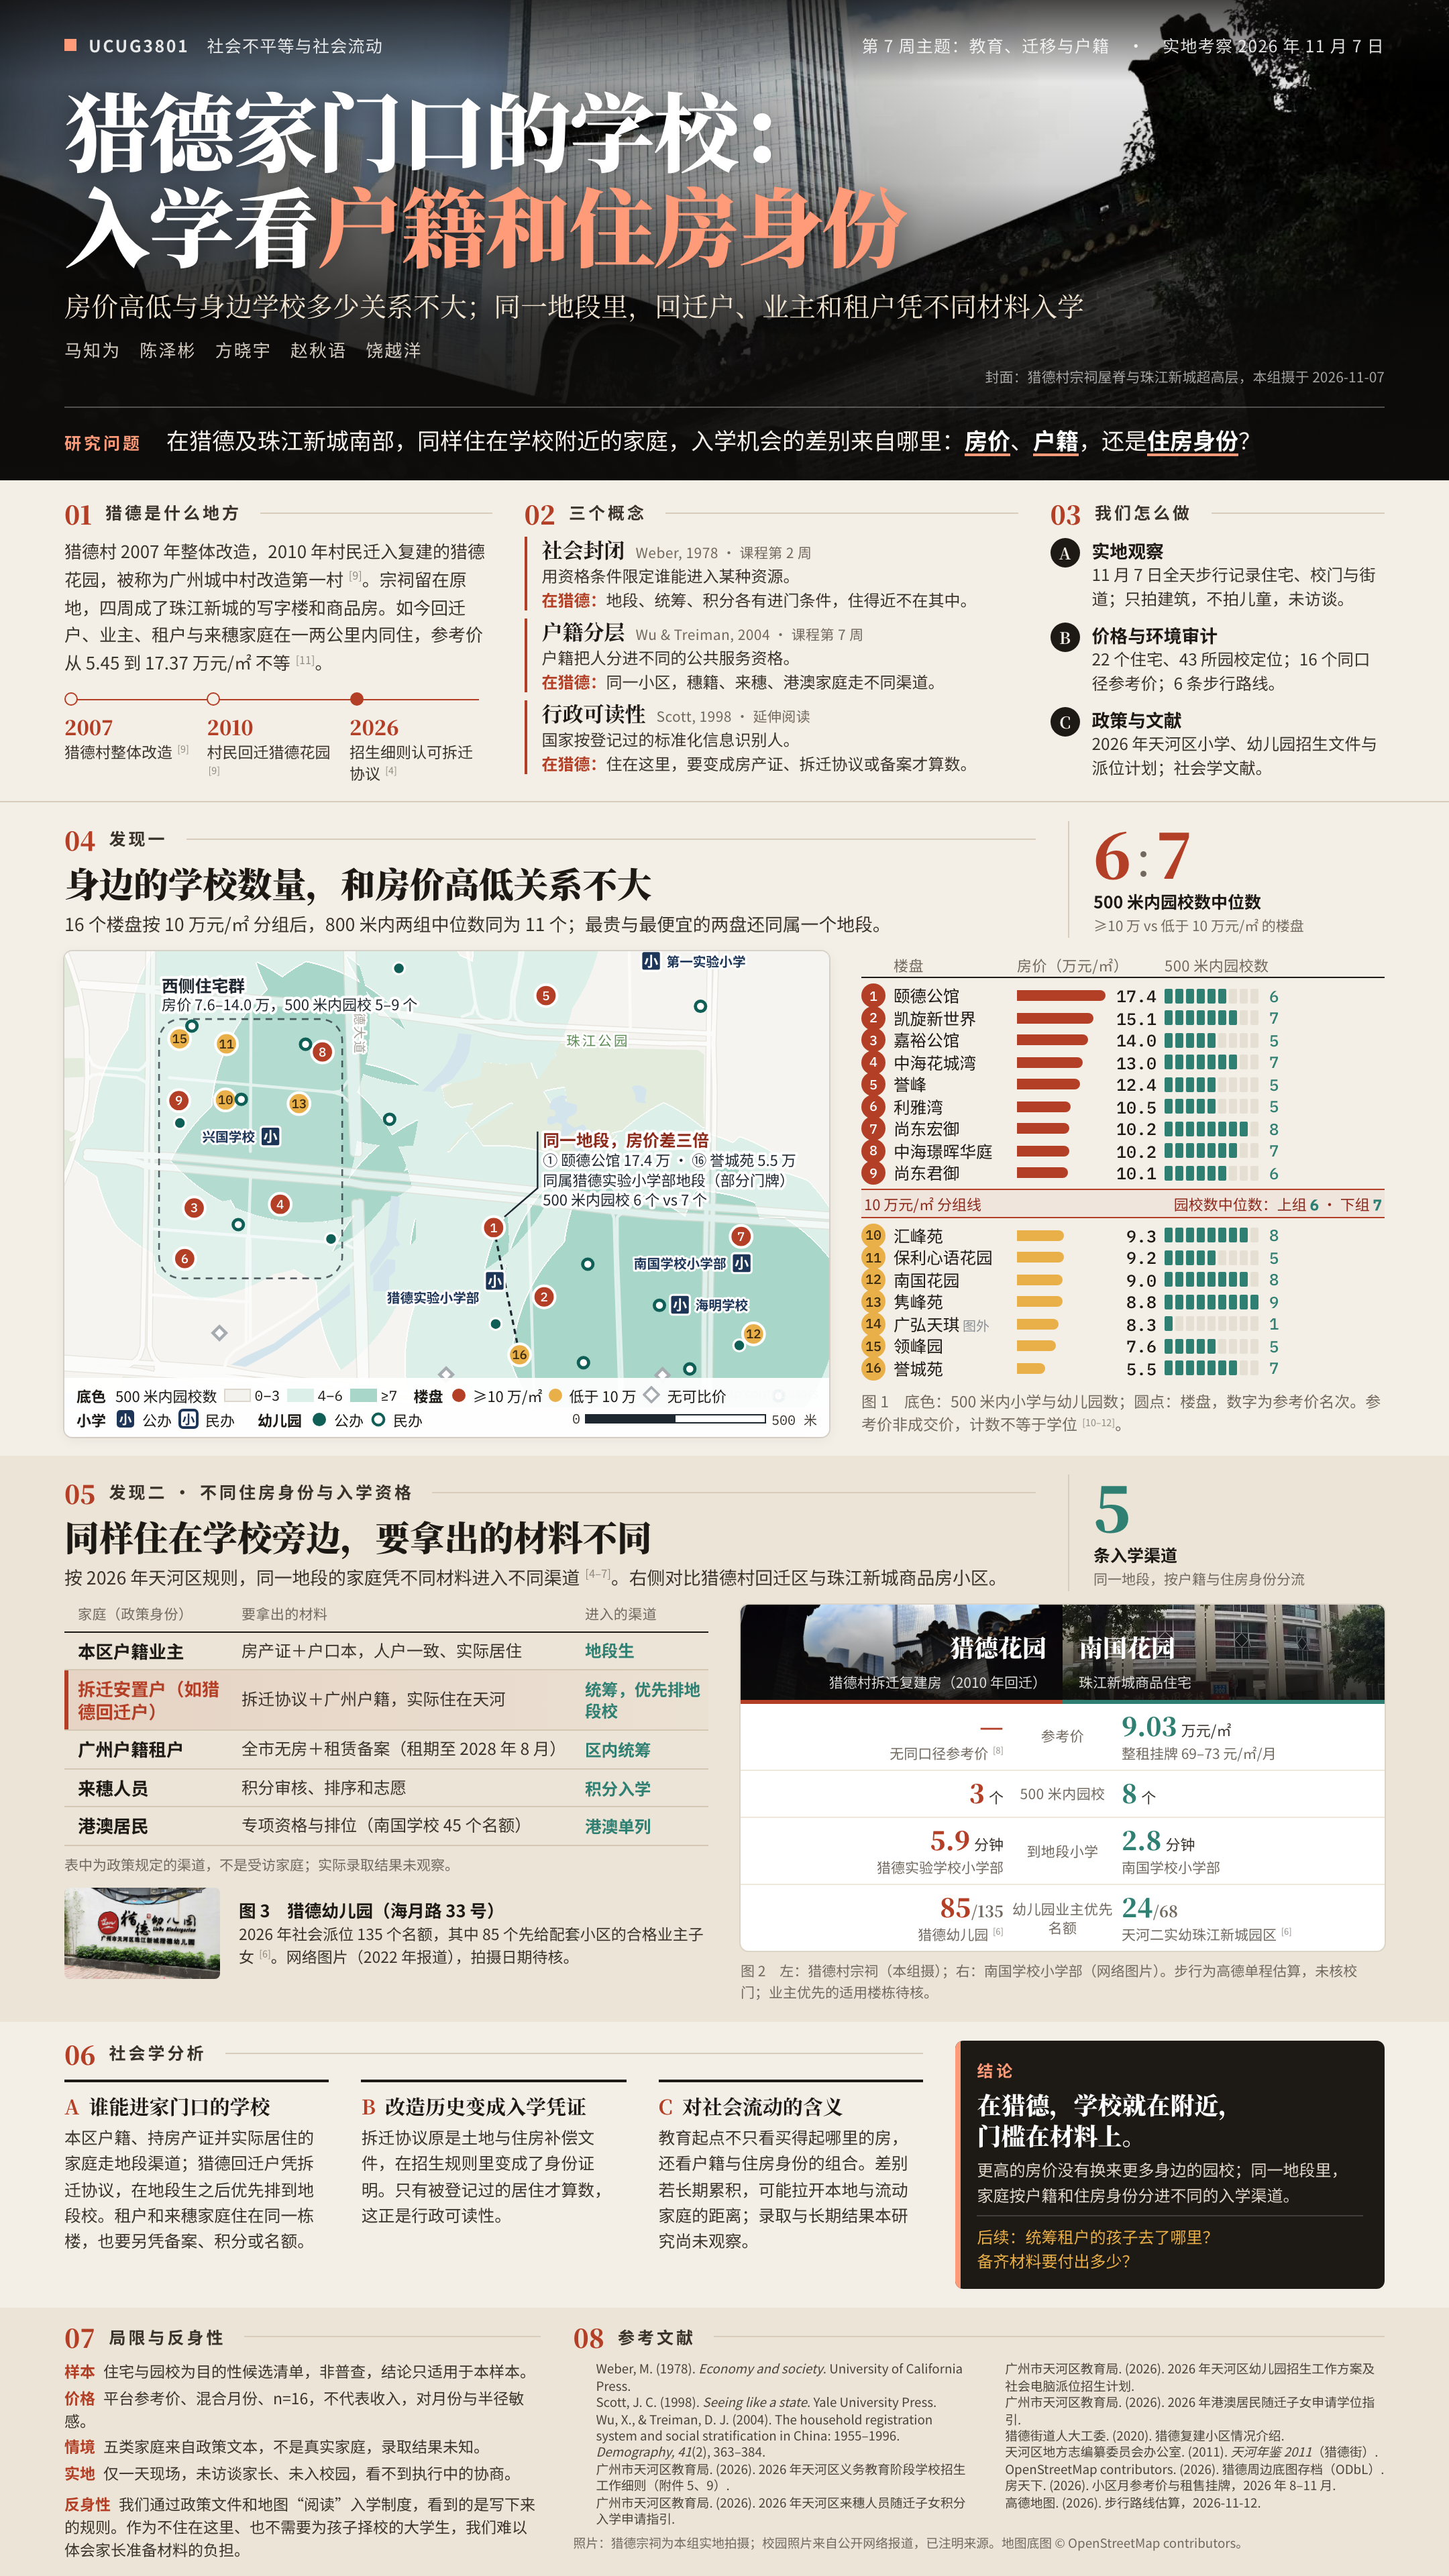 UCUG3801 社会不平等与社会流动
第 7 周主题：教育、迁移与户籍 · 实地考察 2026 年 11 月 7 日
猎德家门口的学校：
入学看户籍和住房身份
房价高低与身边学校多少关系不大；同一地段里，回迁户、业主和租户凭不同材料入学
马知为 陈泽彬 方晓宇 赵秋语 饶越洋
封面：猎德村宗祠屋脊与珠江新城超高层，本组摄于 2026-11-07
研究问题 在猎德及珠江新城南部，同样住在学校附近的家庭，入学机会的差别来自哪里：房价、户籍，还是住房身份？
01 猎德是什么地方
猎德村 2007 年整体改造，2010 年村民迁入复建的猎德
花园，被称为广州城中村改造第一村 [9]。宗祠留在原
地，四周成了珠江新城的写字楼和商品房。如今回迁
户、业主、租户与来穗家庭在一两公里内同住，参考价
从 5.45 到 17.37 万元/㎡ 不等 [11]。
2007
猎德村整体改造 [9]
2010
村民回迁猎德花园
[9]
2026
招生细则认可拆迁
协议 [4]
02 三个概念
社会封闭 Weber, 1978 · 课程第 2 周
用资格条件限定谁能进入某种资源。
在猎德：地段、统筹、积分各有进门条件，住得近不在其中。
户籍分层 Wu & Treiman, 2004 · 课程第 7 周
户籍把人分进不同的公共服务资格。
在猎德：同一小区，穗籍、来穗、港澳家庭走不同渠道。
行政可读性 Scott, 1998 · 延伸阅读
国家按登记过的标准化信息识别人。
在猎德：住在这里，要变成房产证、拆迁协议或备案才算数。
03 我们怎么做
A 实地观察
11 月 7 日全天步行记录住宅、校门与街
道；只拍建筑，不拍儿童，未访谈。
B 价格与环境审计
22 个住宅、43 所园校定位；16 个同口
径参考价；6 条步行路线。
C 政策与文献
2026 年天河区小学、幼儿园招生文件与
派位计划；社会学文献。
04 发现一
身边的学校数量，和房价高低关系不大
16 个楼盘按 10 万元/㎡ 分组后，800 米内两组中位数同为 11 个；最贵与最便宜的两盘还同属一个地段。
6:7
500 米内园校数中位数
≥10 万 vs 低于 10 万元/㎡ 的楼盘
小 第一实验小学
西侧住宅群
房价 7.6–14.0 万，500 米内园校 5–9 个
德大道
珠江公园
5
15
11
8
9
10
13
兴国学校 小
同一地段，房价差三倍
① 颐德公馆 17.4 万 · ⑯ 誉城苑 5.5 万
同属猎德实验小学部地段（部分门牌）
500 米内园校 6 个 vs 7 个
3
4
6
1
7
南国学校小学部 小
小
猎德实验小学部
2
小 海明学校
12
16
底色 500 米内园校数 0–3 4–6 ≥7 楼盘 ≥10 万/㎡ 低于 10 万 无可比价
小学 小 公办 小 民办 幼儿园 公办 民办
0 500 米
楼盘 房价（万元/㎡） 500 米内园校数
1 颐德公馆 17.4 6
2 凯旋新世界 15.1 7
3 嘉裕公馆 14.0 5
4 中海花城湾 13.0 7
5 誉峰 12.4 5
6 利雅湾 10.5 5
7 尚东宏御 10.2 8
8 中海璟晖华庭 10.2 7
9 尚东君御 10.1 6
10 万元/㎡ 分组线 园校数中位数：上组 6 · 下组 7
10 汇峰苑 9.3 8
11 保利心语花园 9.2 5
12 南国花园 9.0 8
13 隽峰苑 8.8 9
14 广弘天琪 图外 8.3 1
15 领峰园 7.6 5
16 誉城苑 5.5 7
图 1 底色：500 米内小学与幼儿园数；圆点：楼盘，数字为参考价名次。参
考价非成交价，计数不等于学位 [10–12]。
05 发现二 · 不同住房身份与入学资格
同样住在学校旁边，要拿出的材料不同
按 2026 年天河区规则，同一地段的家庭凭不同材料进入不同渠道 [4–7]。右侧对比猎德村回迁区与珠江新城商品房小区。
5
条入学渠道
同一地段，按户籍与住房身份分流
家庭（政策身份） 要拿出的材料 进入的渠道
本区户籍业主 房产证＋户口本，人户一致、实际居住 地段生
拆迁安置户（如猎
德回迁户） 拆迁协议＋广州户籍，实际住在天河 统筹，优先排地
段校
广州户籍租户 全市无房＋租赁备案（租期至 2028 年 8 月） 区内统筹
来穗人员 积分审核、排序和志愿 积分入学
港澳居民 专项资格与排位（南国学校 45 个名额） 港澳单列
表中为政策规定的渠道，不是受访家庭；实际录取结果未观察。
猎德幼儿园
图 3 猎德幼儿园（海月路 33 号）
2026 年社会派位 135 个名额，其中 85 个先给配套小区的合格业主子
女 [6]。网络图片（2022 年报道），拍摄日期待核。
猎德花园
猎德村拆迁复建房（2010 年回迁）
南国花园
珠江新城商品住宅
— 参考价 9.03 万元/㎡
无同口径参考价 [8] 整租挂牌 69–73 元/㎡/月
3 个 500 米内园校 8 个
5.9 分钟 到地段小学 2.8 分钟
猎德实验学校小学部 南国学校小学部
85/135 幼儿园业主优先
名额 24/68
猎德幼儿园 [6] 天河二实幼珠江新城园区 [6]
图 2 左：猎德村宗祠（本组摄）；右：南国学校小学部（网络图片）。步行为高德单程估算，未核校
门；业主优先的适用楼栋待核。
06 社会学分析
A 谁能进家门口的学校
本区户籍、持房产证并实际居住的
家庭走地段渠道；猎德回迁户凭拆
迁协议，在地段生之后优先排到地
段校。租户和来穗家庭住在同一栋
楼，也要另凭备案、积分或名额。
B 改造历史变成入学凭证
拆迁协议原是土地与住房补偿文
件，在招生规则里变成了身份证
明。只有被登记过的居住才算数，
这正是行政可读性。
C 对社会流动的含义
教育起点不只看买得起哪里的房，
还看户籍与住房身份的组合。差别
若长期累积，可能拉开本地与流动
家庭的距离；录取与长期结果本研
究尚未观察。
结论
在猎德，学校就在附近，
门槛在材料上。
更高的房价没有换来更多身边的园校；同一地段里，
家庭按户籍和住房身份分进不同的入学渠道。
后续：统筹租户的孩子去了哪里？
备齐材料要付出多少？
07 局限与反身性
样本 住宅与园校为目的性候选清单，非普查，结论只适用于本样本。
价格 平台参考价、混合月份、n=16，不代表收入，对月份与半径敏
感。
情境 五类家庭来自政策文本，不是真实家庭，录取结果未知。
实地 仅一天现场，未访谈家长、未入校园，看不到执行中的协商。
反身性 我们通过政策文件和地图“阅读”入学制度，看到的是写下来
的规则。作为不住在这里、也不需要为孩子择校的大学生，我们难以
体会家长准备材料的负担。
08 参考文献
Weber, M. (1978). Economy and society. University of California
Press.
Scott, J. C. (1998). Seeing like a state. Yale University Press.
Wu, X., & Treiman, D. J. (2004). The household registration
system and social stratification in China: 1955–1996.
Demography, 41(2), 363–384.
广州市天河区教育局. (2026). 2026 年天河区义务教育阶段学校招生
工作细则（附件 5、9）.
广州市天河区教育局. (2026). 2026 年天河区来穗人员随迁子女积分
入学申请指引.
广州市天河区教育局. (2026). 2026 年天河区幼儿园招生工作方案及
社会电脑派位招生计划.
广州市天河区教育局. (2026). 2026 年港澳居民随迁子女申请学位指
引.
猎德街道人大工委. (2020). 猎德复建小区情况介绍.
天河区地方志编纂委员会办公室. (2011). 天河年鉴 2011（猎德街）.
OpenStreetMap contributors. (2026). 猎德周边底图存档（ODbL）.
房天下. (2026). 小区月参考价与租售挂牌，2026 年 8–11 月.
高德地图. (2026). 步行路线估算，2026-11-12.
照片：猎德宗祠为本组实地拍摄；校园照片来自公开网络报道，已注明来源。地图底图 © OpenStreetMap contributors。